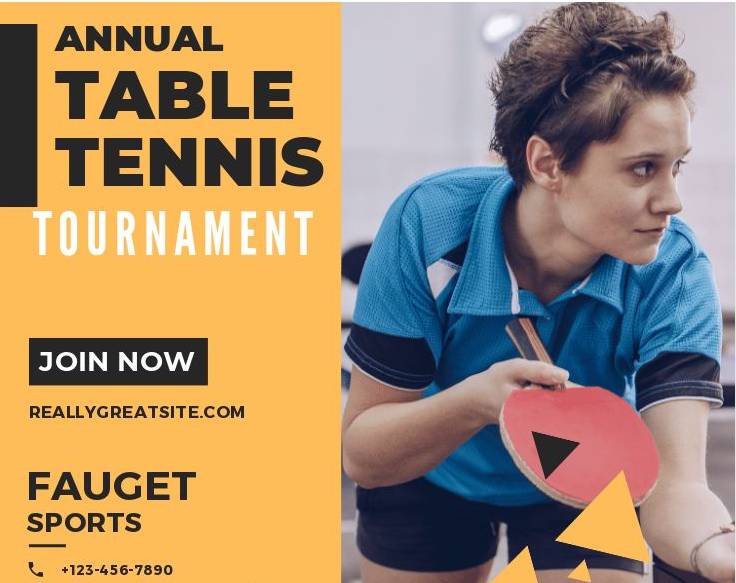 ANNUAL
TABLE
TENNIS
TOURNAMENT
JOIN NOW
REALLYGREATSITE.COM
FAUGET
SPORTS
+123-456-7890